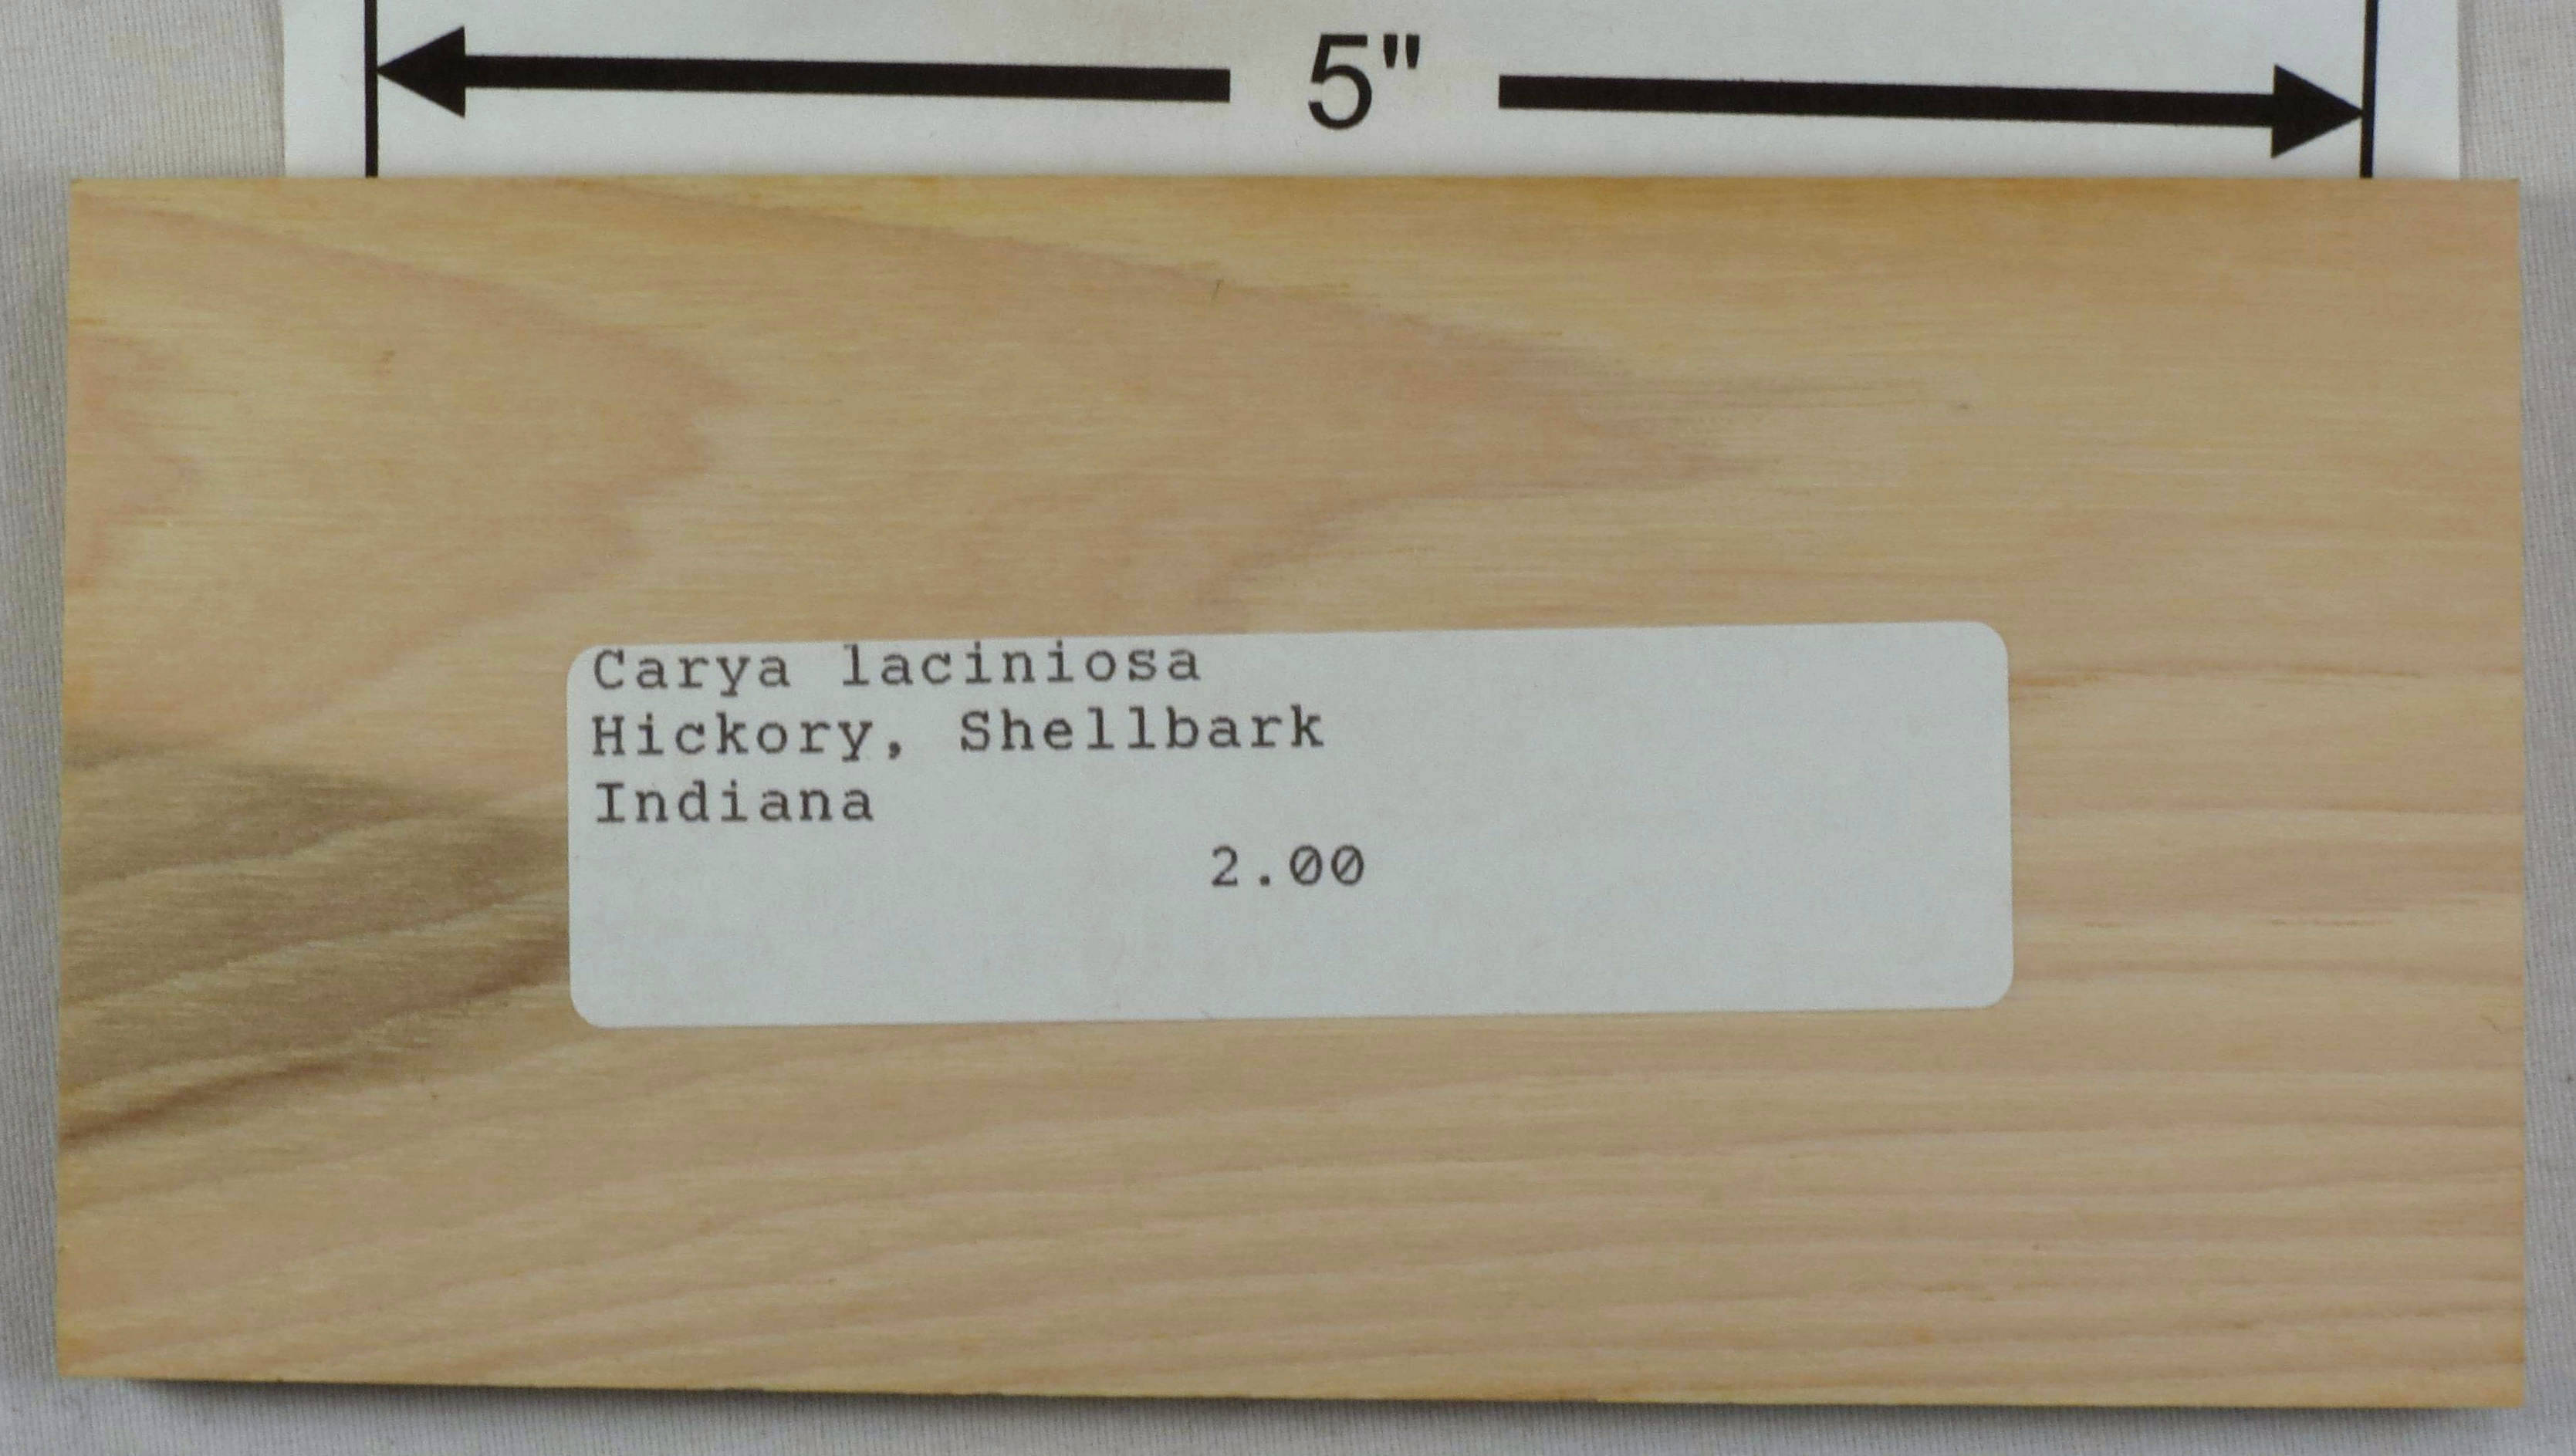 5"
Carya laciniosa
Hickory, Shellbark
Indiana
2.00